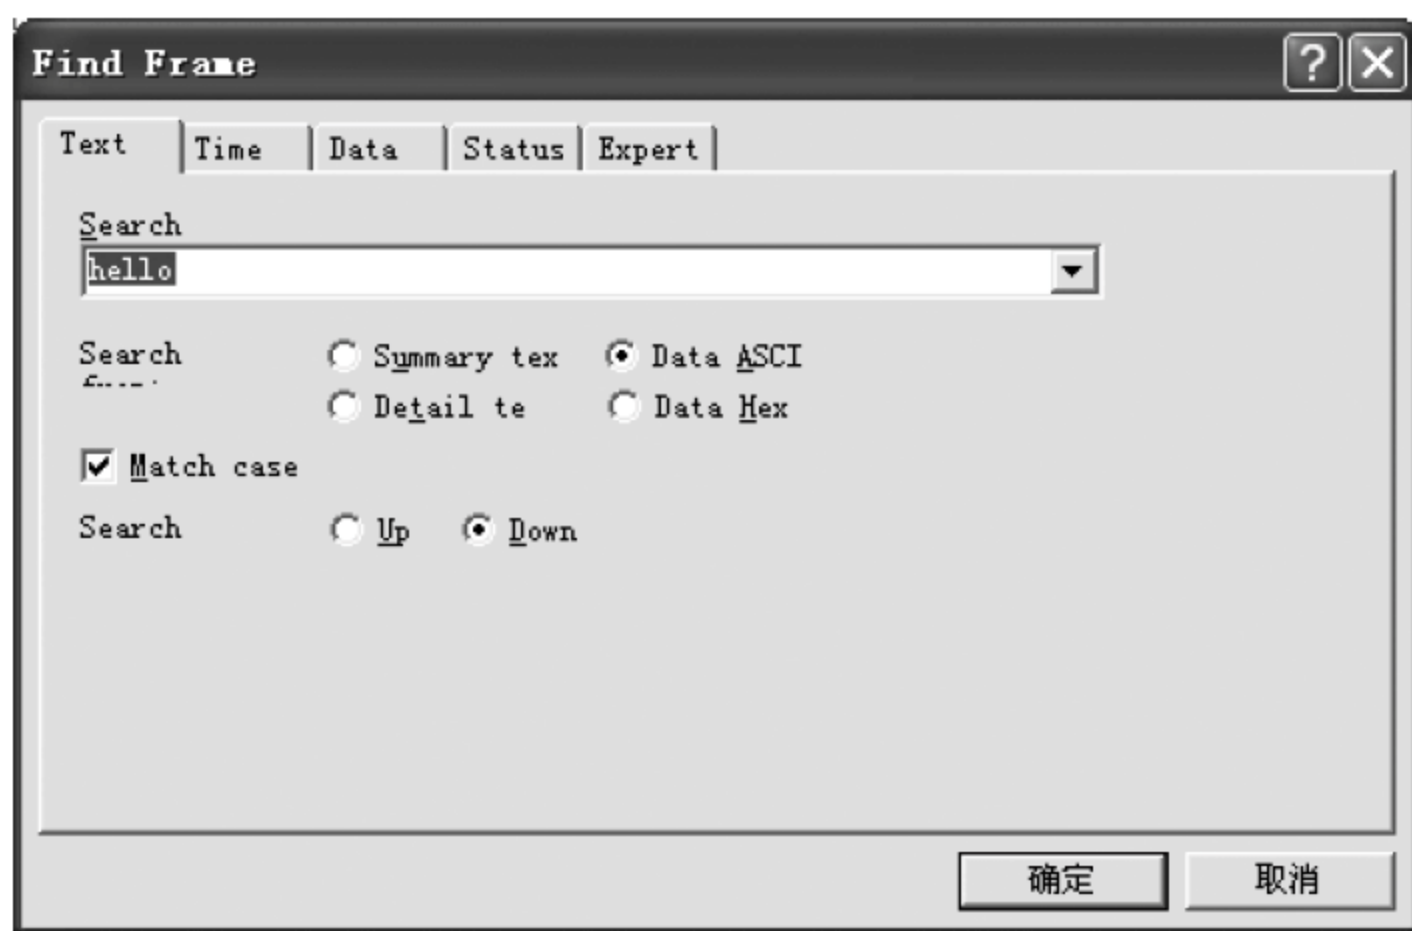 Find Frame
Text Time Data Status Expert
Search
hello
Search Summary tex Data ASCI
Detail te Data Hex
Match case
Search Up Down
确定 取消